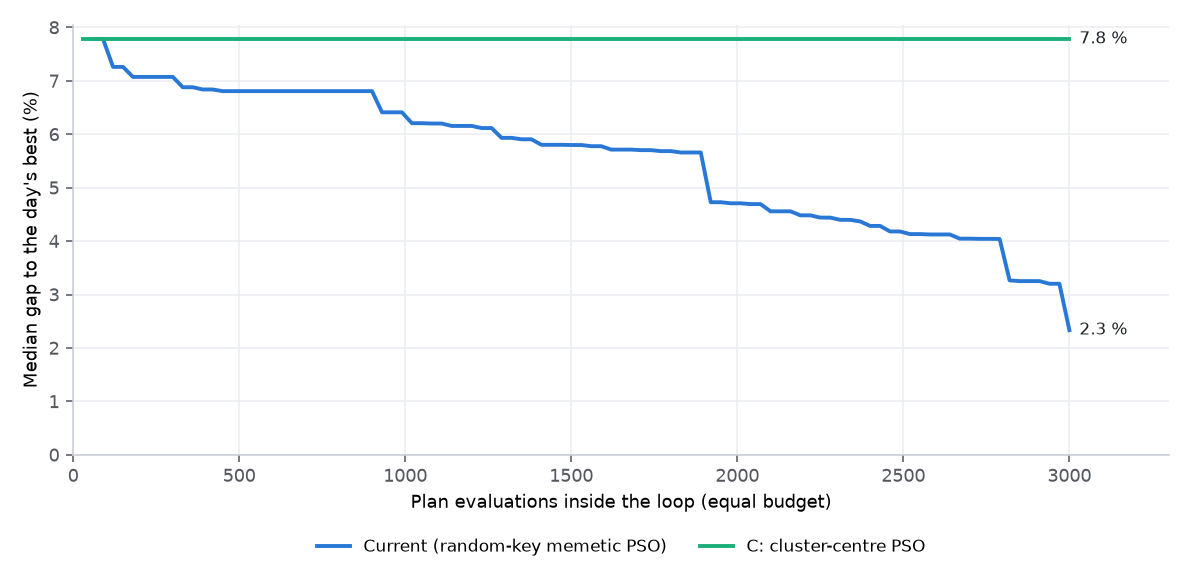 8
7.8 %
7
6
5
4
3
2.3 %
2
1
0
Median gap to the day's best (%)
0 500 1000 1500 2000 2500 3000
Plan evaluations inside the loop (equal budget)
Current (random-key memetic PSO) C: cluster-centre PSO